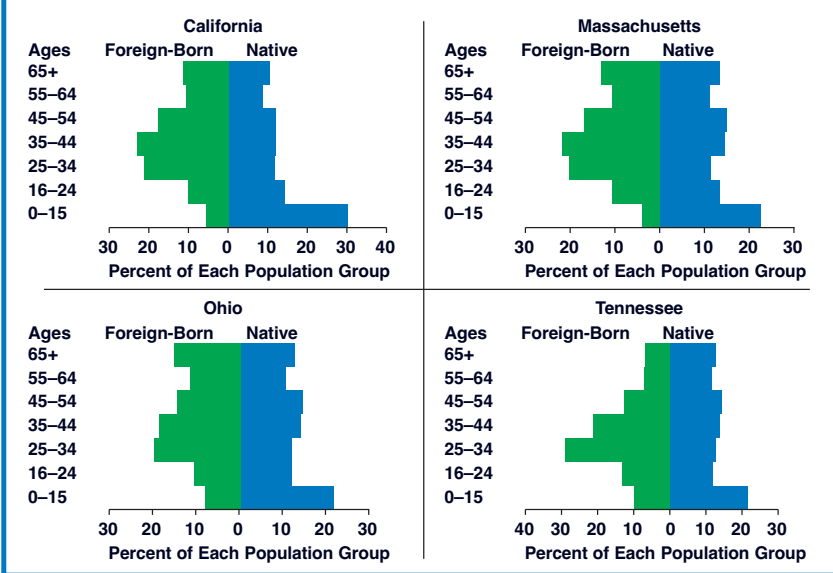 California
Ages Foreign-Born Native
65+
55–64
45–54
35–44
25–34
16–24
0–15
30 20 10 0 10 20 30 40
Percent of Each Population Group
Massachusetts
Ages Foreign-Born Native
65+
55–64
45–54
35–44
25–34
16–24
0–15
30 20 10 0 10 20 30
Percent of Each Population Group
Ohio
Ages Foreign-Born Native
65+
55–64
45–54
35–44
25–34
16–24
0–15
30 20 10 0 10 20 30
Percent of Each Population Group
Tennessee
Ages Foreign-Born Native
65+
55–64
45–54
35–44
25–34
16–24
0–15
40 30 20 10 0 10 20 30
Percent of Each Population Group